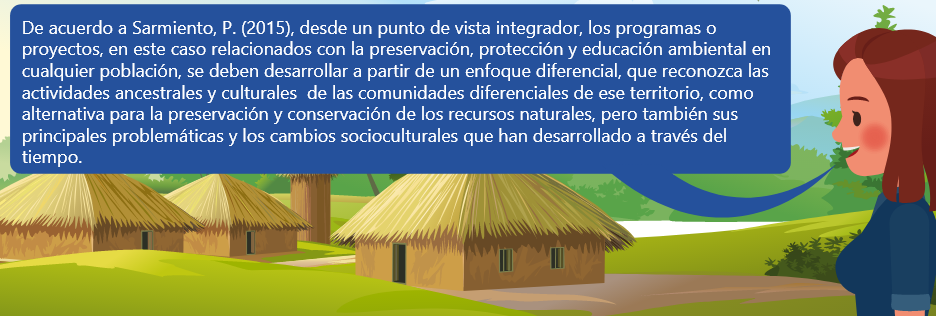 De acuerdo a Sarmiento, P. (2015), desde un punto de vista integrador, los programas o
proyectos, en este caso relacionados con la preservación, protección y educación ambiental en
cualquier población, se deben desarrollar a partir de un enfoque diferencial, que reconozca las
actividades ancestrales y culturales  de las comunidades diferenciales de ese territorio, como
alternativa para la preservación y conservación de los recursos naturales, pero también sus
principales problemáticas y los cambios socioculturales que han desarrollado a través del
tiempo.